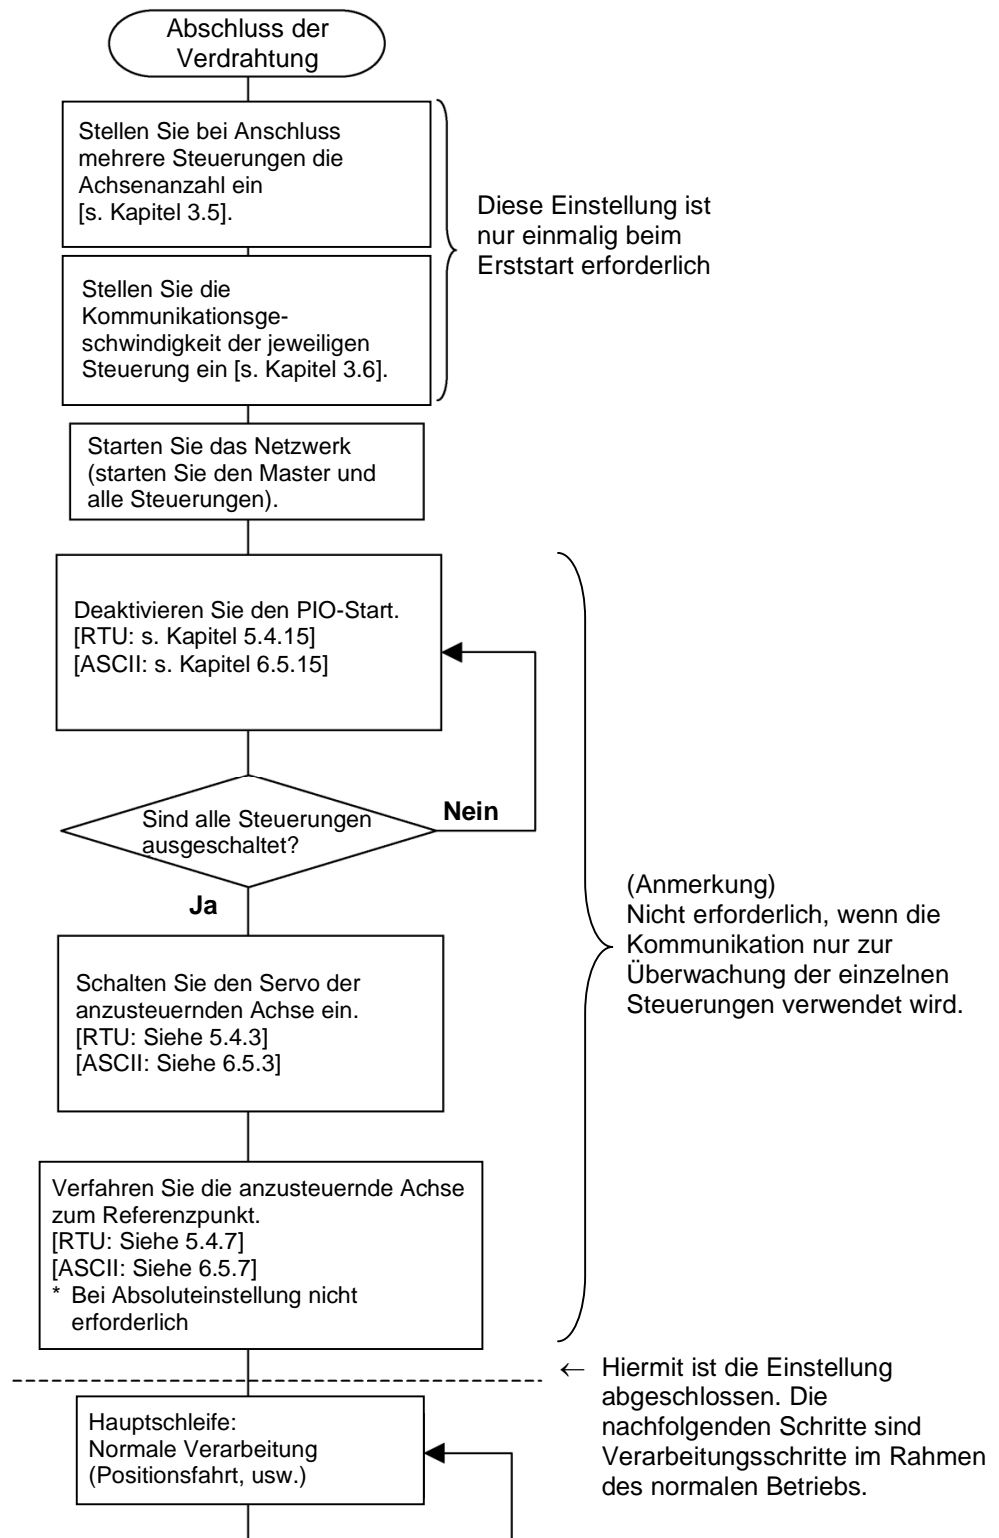 Abschluss der
Verdrahtung
Stellen Sie bei Anschluss
mehrere Steuerungen die
Achsenanzahl ein
[s. Kapitel 3.5].
Diese Einstellung ist
nur einmalig beim
Erststart erforderlich
Stellen Sie die
Kommunikationsge-
schwindigkeit der jeweiligen
Steuerung ein [s. Kapitel 3.6].
Starten Sie das Netzwerk
(starten Sie den Master und
alle Steuerungen).
Deaktivieren Sie den PIO-Start.
[RTU: s. Kapitel 5.4.15]
[ASCII: s. Kapitel 6.5.15]
Sind alle Steuerungen
ausgeschaltet?
Nein
Ja
(Anmerkung)
Nicht erforderlich, wenn die
Kommunikation nur zur
Überwachung der einzelnen
Steuerungen verwendet wird.
Schalten Sie den Servo der
anzusteuernden Achse ein.
[RTU: Siehe 5.4.3]
[ASCII: Siehe 6.5.3]
Verfahren Sie die anzusteuernde Achse
zum Referenzpunkt.
[RTU: Siehe 5.4.7]
[ASCII: Siehe 6.5.7]
* Bei Absoluteinstellung nicht
erforderlich
← Hiermit ist die Einstellung
abgeschlossen. Die
nachfolgenden Schritte sind
Verarbeitungsschritte im Rahmen
des normalen Betriebs.
Hauptschleife:
Normale Verarbeitung
(Positionsfahrt, usw.)